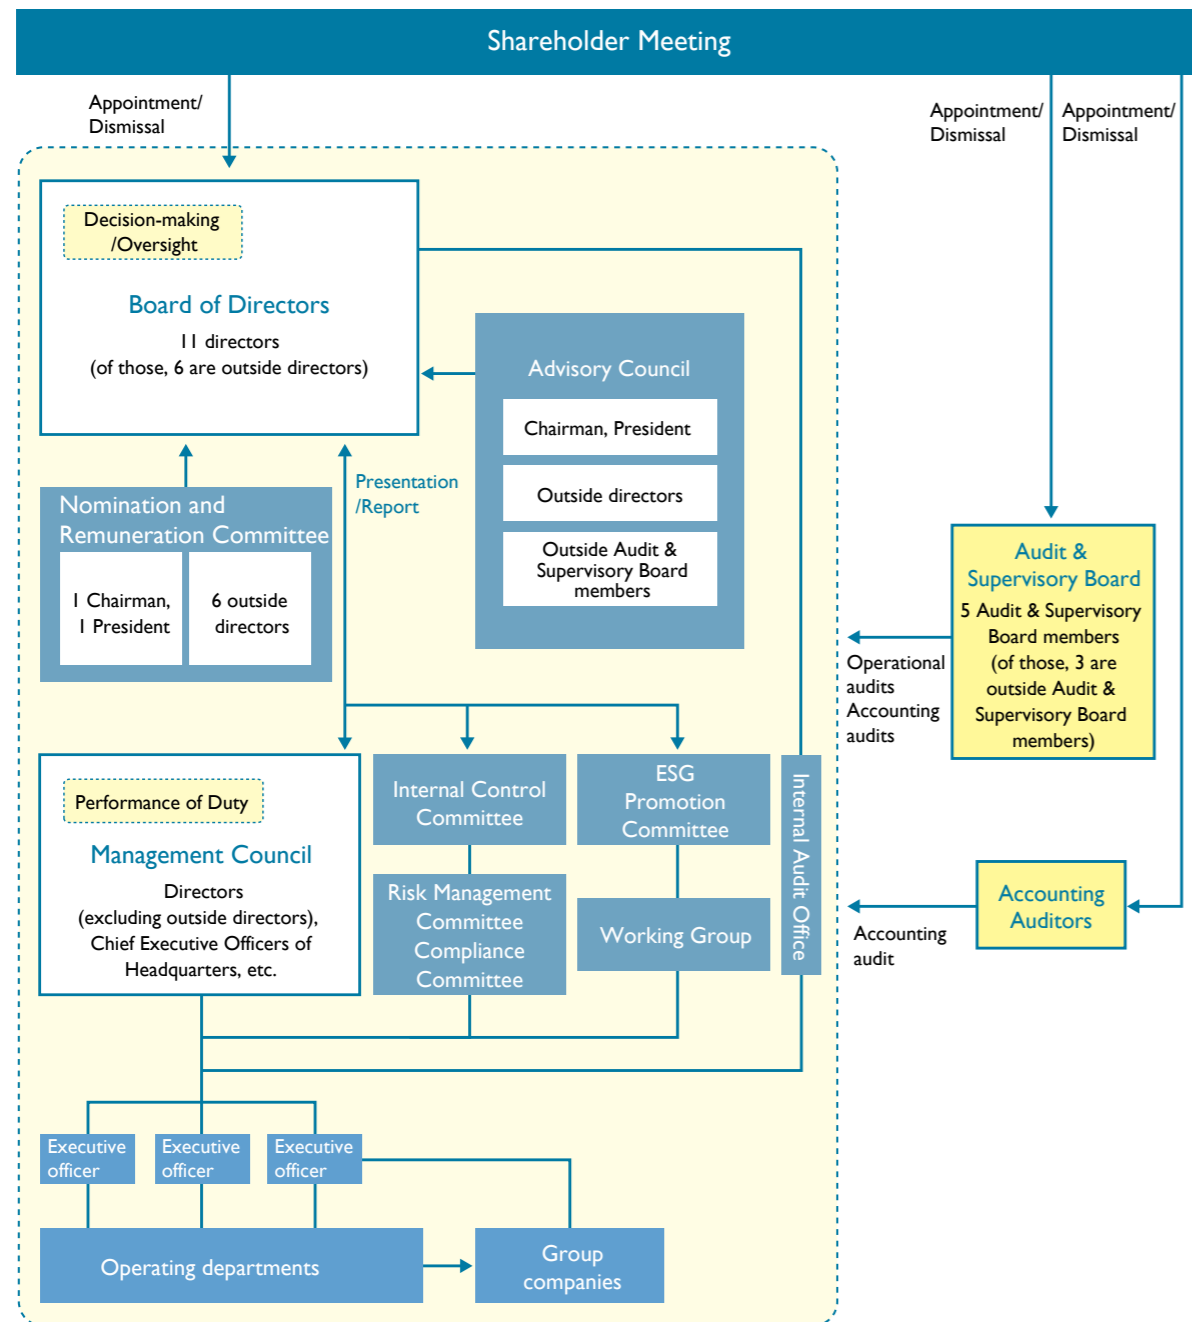 Shareholder Meeting
Appointment/
Dismissal
Appointment/
Dismissal
Appointment/
Dismissal
Decision-making
/Oversight
Board of Directors
11 directors
(of those, 6 are outside directors)
Advisory Council
Chairman, President
Outside directors
Outside Audit &
Supervisory Board
members
Presentation
/Report
Nomination and
Remuneration Committee
1 Chairman,
1 President
6 outside
directors
Audit &
Supervisory Board
5 Audit & Supervisory
Board members
(of those, 3 are
outside Audit &
Supervisory Board
members)
Operational
audits
Accounting
audits
Performance of Duty
Management Council
Directors
(excluding outside directors),
Chief Executive Officers of
Headquarters, etc.
Internal Control
Committee
ESG
Promotion
Committee
Internal Audit Office
Risk Management
Committee
Compliance
Committee
Working Group
Accounting
Auditors
Accounting
audit
Executive
officer
Executive
officer
Executive
officer
Operating departments
Group
companies